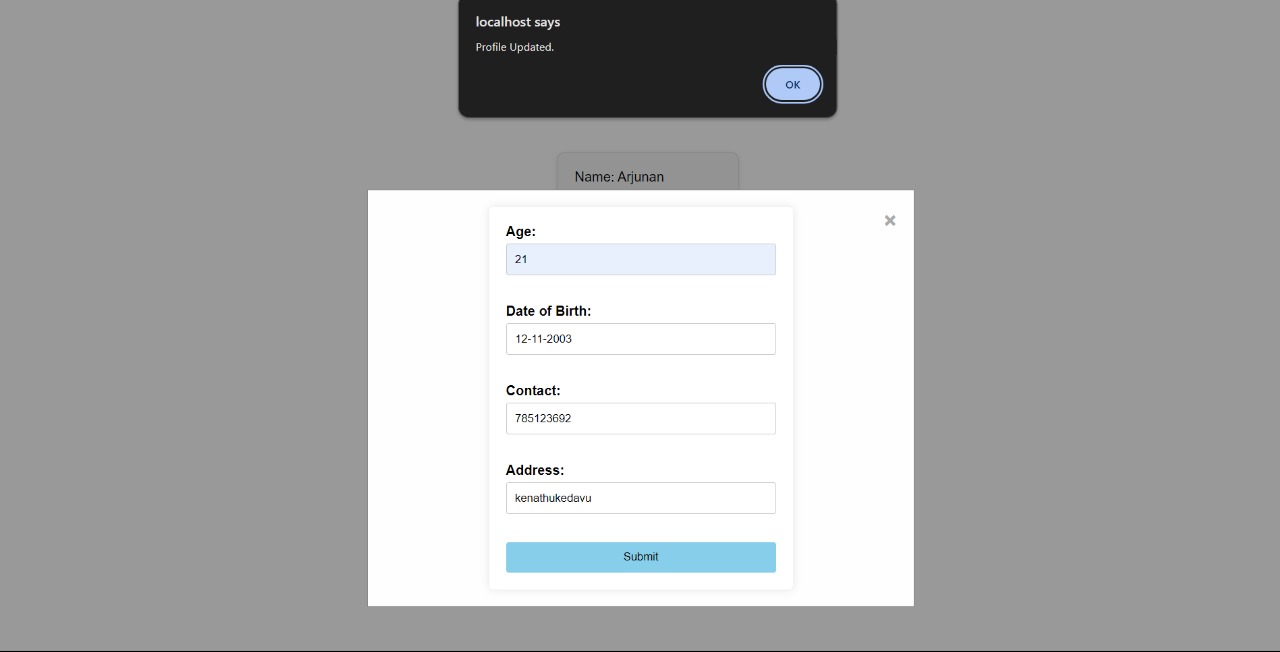 localhost says
Profile Updated.
OK
Name: Arjunan
Age:
21
Date of Birth:
12-11-2003
Contact:
785123692
Address:
kenathukedavu
Submit